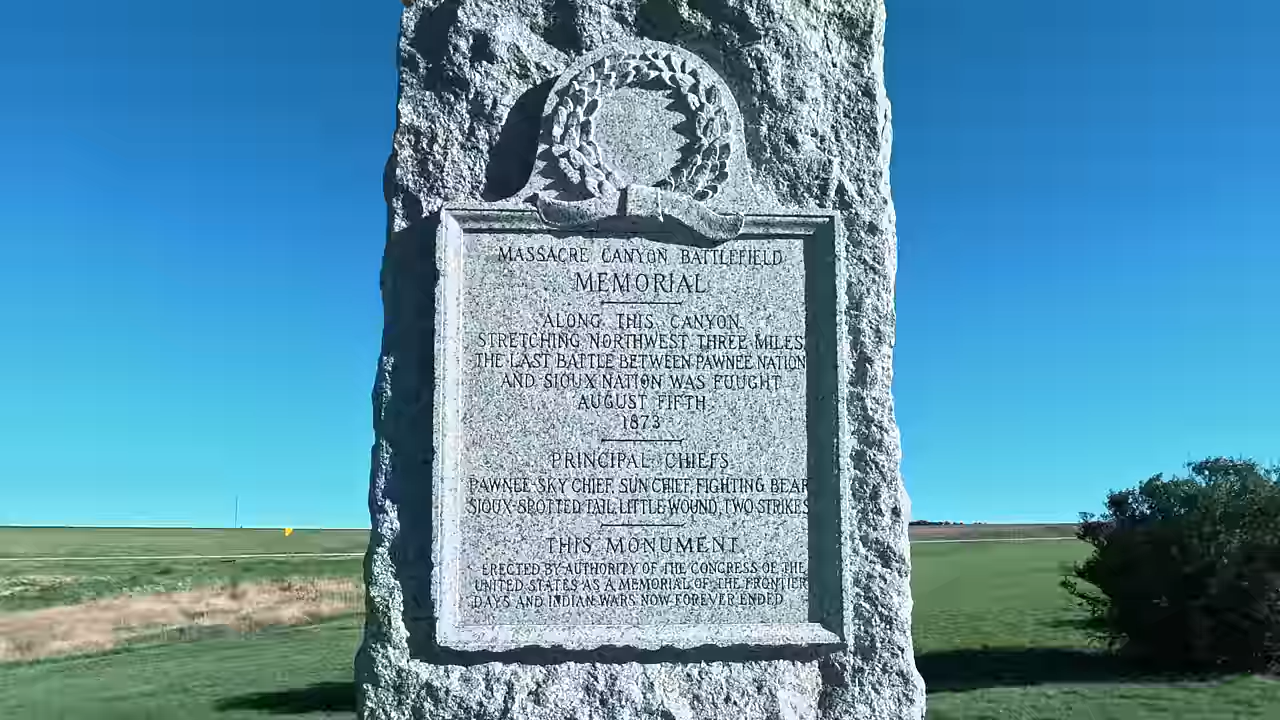 MASSACRE CANYON BATTLEFIELD
MEMORIAL
ALONG THIS CANYON
STRETCHING NORTHWEST THREE MILES
THE LAST BATTLE BETWEEN PAWNEE NATION
AND SIOUX NATION WAS FOUGHT
AUGUST FIFTH
1873
PRINCIPAL CHIEFS
PAWNEE-SKY CHIEF, SUN CHIEF, FIGHTING BEAR
SIOUX-SPOTTED TAIL, LITTLE WOUND, TWO STRIKES
THIS MONUMENT
ERECTED BY AUTHORITY OF THE CONGRESS OF THE
UNITED STATES AS A MEMORIAL OF THE FRONTIER
DAYS AND INDIAN WARS NOW FOREVER ENDED